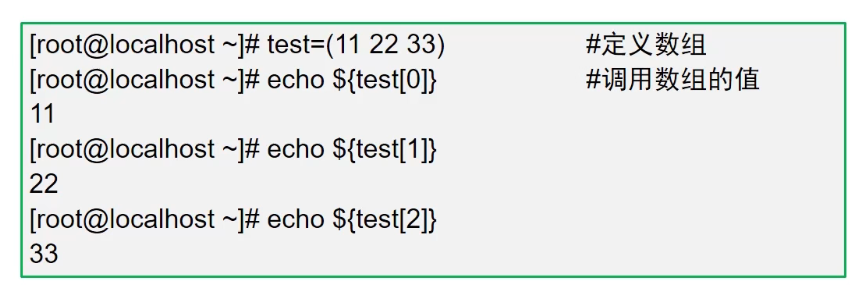 [root@localhost ~]# test=(11 22 33) #定义数组
[root@localhost ~]# echo ${test[0]} #调用数组的值
11
[root@localhost ~]# echo ${test[1]}
22
[root@localhost ~]# echo ${test[2]}
33